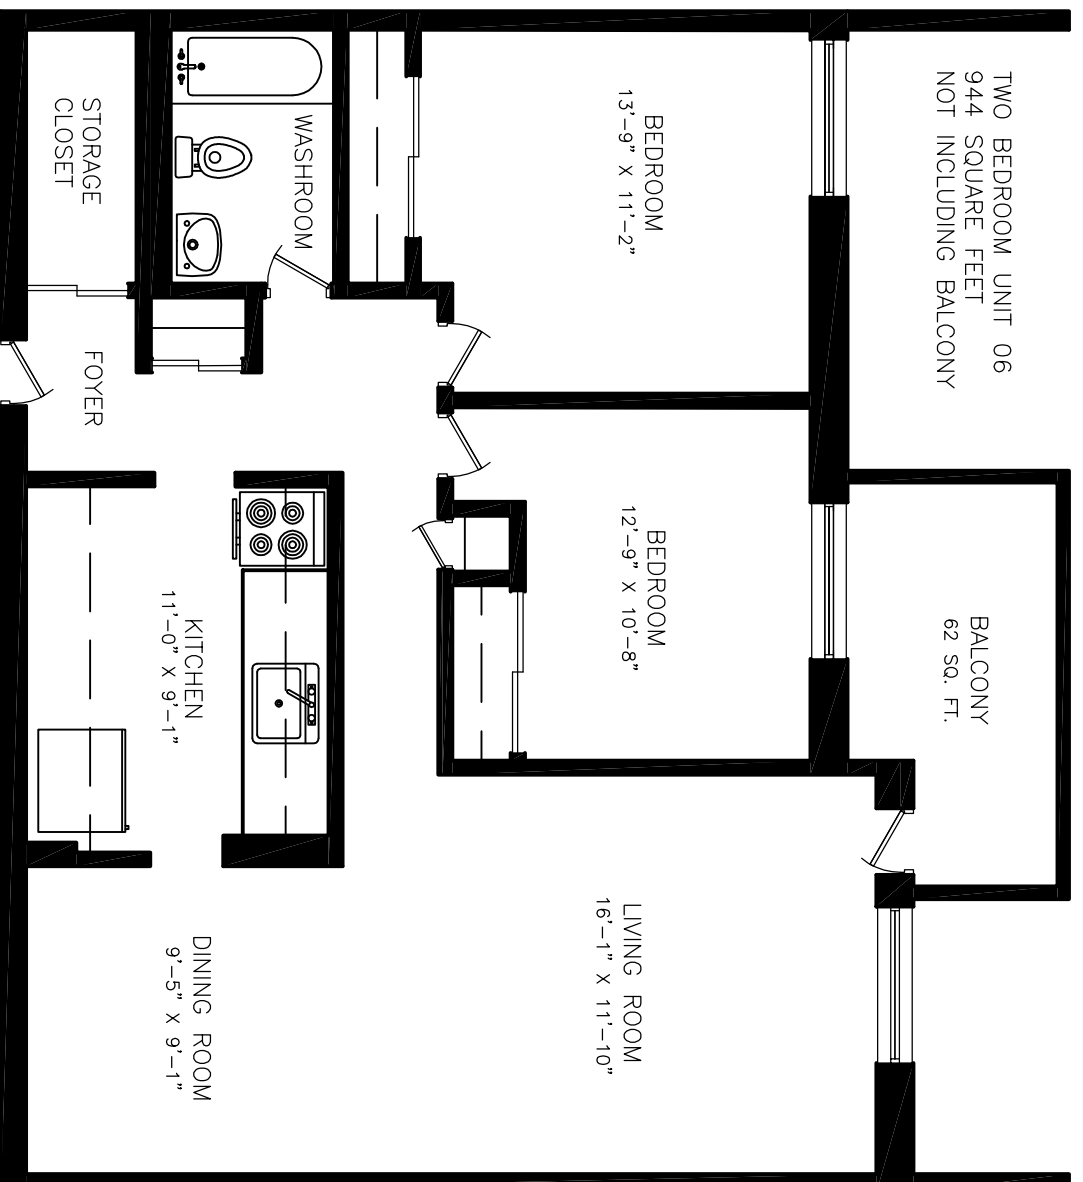 TWO BEDROOM UNIT 06
944 SQUARE FEET
NOT INCLUDING BALCONY
BALCONY
62 SQ. FT.
BEDROOM
13'-9" X 11'-2"
BEDROOM
12'-9" X 10'-8"
LIVING ROOM
16'-1" X 11'-10"
WASHROOM
STORAGE
CLOSET
FOYER
KITCHEN
11'-0" X 9'-1"
DINING ROOM
9'-5" X 9'-1"